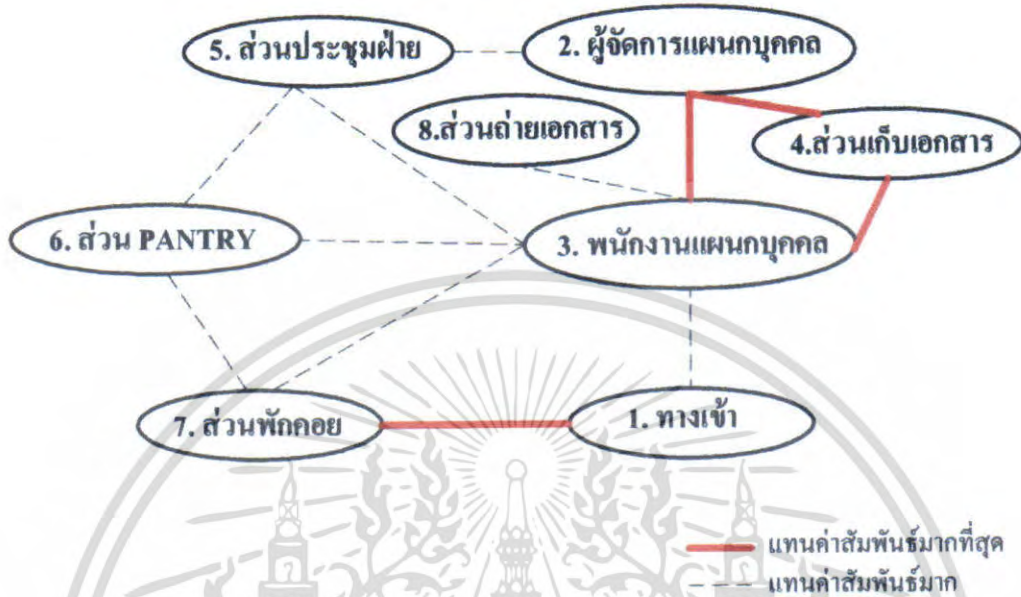 5. ส่วนประชุมฝ่าย
2. ผู้จัดการแผนกบุคคล
8.ส่วนถ่ายเอกสาร
4.ส่วนเก็บเอกสาร
6. ส่วน PANTRY
3. พนักงานแผนกบุคคล
7. ส่วนพักคอย
1. ทางเข้า
แทนค่าสัมพันธ์มากที่สุด
แทนค่าสัมพันธ์มาก